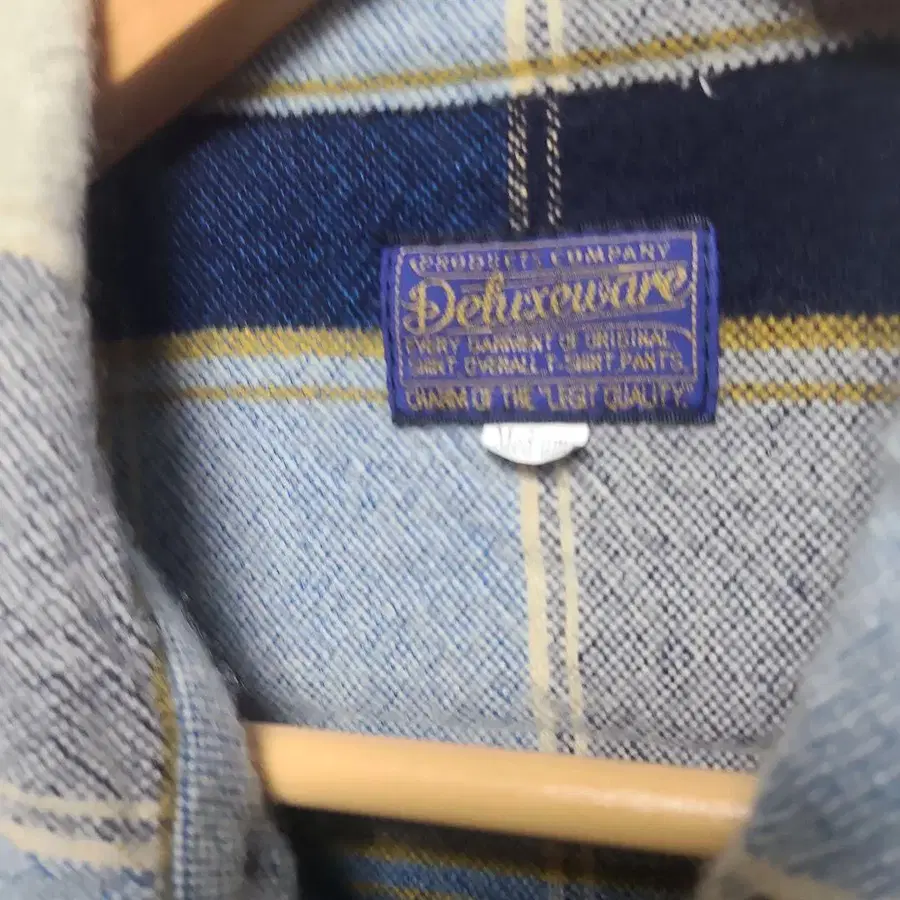 PRODUCTS COMPANY
Deluxeware
EVERY GARMENT OF ORIGINAL
SHIRT, OVERALL, T-SHIRT, PANTS.
CHARM OF THE "LEGIT QUALITY"